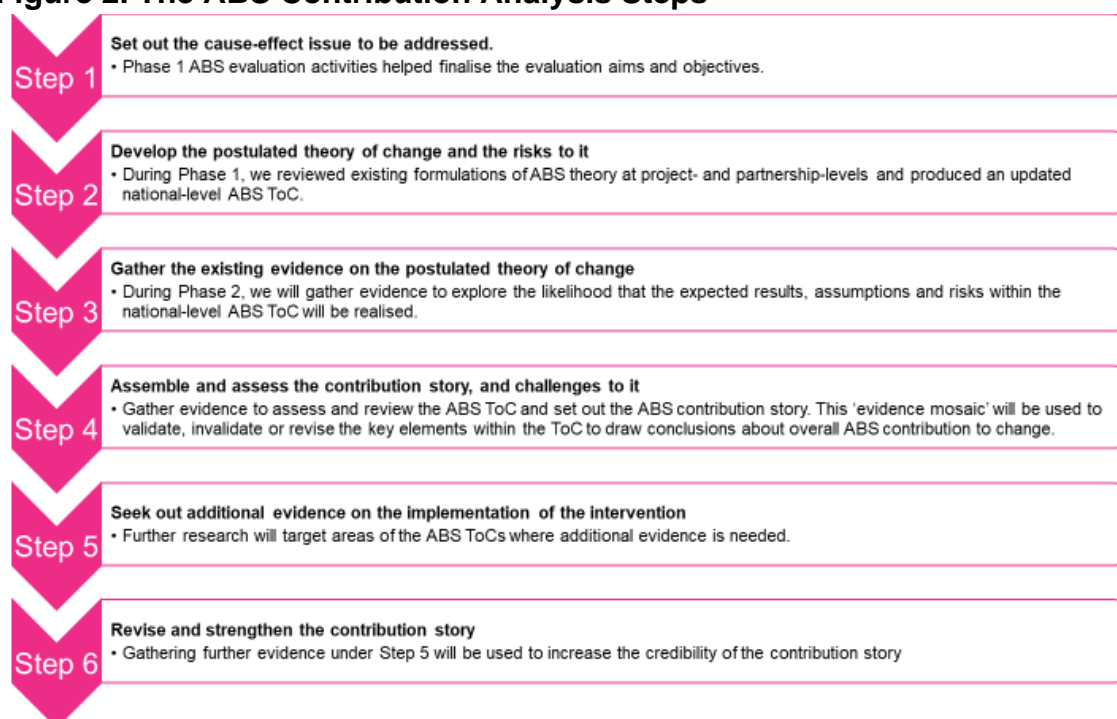 Figure 2. The ABS Contribution Analysis Steps
Step 1
Set out the cause-effect issue to be addressed.
• Phase 1 ABS evaluation activities helped finalise the evaluation aims and objectives.
Step 2
Develop the postulated theory of change and the risks to it
• During Phase 1, we reviewed existing formulations of ABS theory at project- and partnership-levels and produced an updated
national-level ABS ToC.
Step 3
Gather the existing evidence on the postulated theory of change
• During Phase 2, we will gather evidence to explore the likelihood that the expected results, assumptions and risks within the
national-level ABS ToC will be realised.
Step 4
Assemble and assess the contribution story, and challenges to it
• Gather evidence to assess and review the ABS ToC and set out the ABS contribution story. This ‘evidence mosaic’ will be used to
validate, invalidate or revise the key elements within the ToC to draw conclusions about overall ABS contribution to change.
Step 5
Seek out additional evidence on the implementation of the intervention
• Further research will target areas of the ABS ToCs where additional evidence is needed.
Step 6
Revise and strengthen the contribution story
• Gathering further evidence under Step 5 will be used to increase the credibility of the contribution story